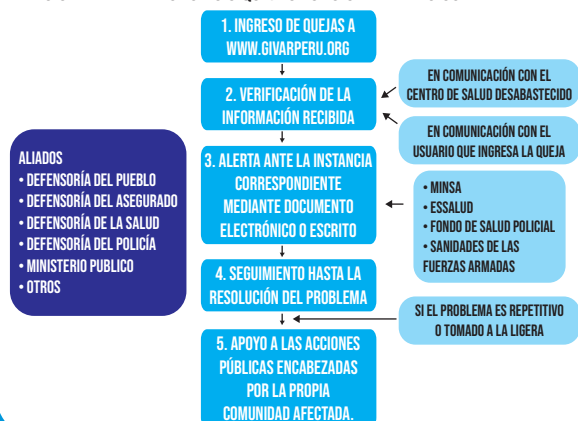 1. INGRESO DE QUEJAS A
WWW.GIVARPERU.ORG
2. VERIFICACIÓN DE LA
INFORMACIÓN RECIBIDA
EN COMUNICACIÓN CON EL
CENTRO DE SALUD DESABASTECIDO
EN COMUNICACIÓN CON EL
USUARIO QUE INGRESA LA QUEJA
ALIADOS
• DEFENSORÍA DEL PUEBLO
• DEFENSORÍA DEL ASEGURADO
• DEFENSORÍA DE LA SALUD
• DEFENSORÍA DEL POLICÍA
• MINISTERIO PUBLICO
• OTROS
3. ALERTA ANTE LA INSTANCIA
CORRESPONDIENTE
MEDIANTE DOCUMENTO
ELECTRÓNICO O ESCRITO
• MINSA
• ESSALUD
• FONDO DE SALUD POLICIAL
• SANIDADES DE LAS
FUERZAS ARMADAS
4. SEGUIMIENTO HASTA LA
RESOLUCIÓN DEL PROBLEMA
SI EL PROBLEMA ES REPETITIVO
O TOMADO A LA LIGERA
5. APOYO A LAS ACCIONES
PÚBLICAS ENCABEZADAS
POR LA PROPIA
COMUNIDAD AFECTADA.